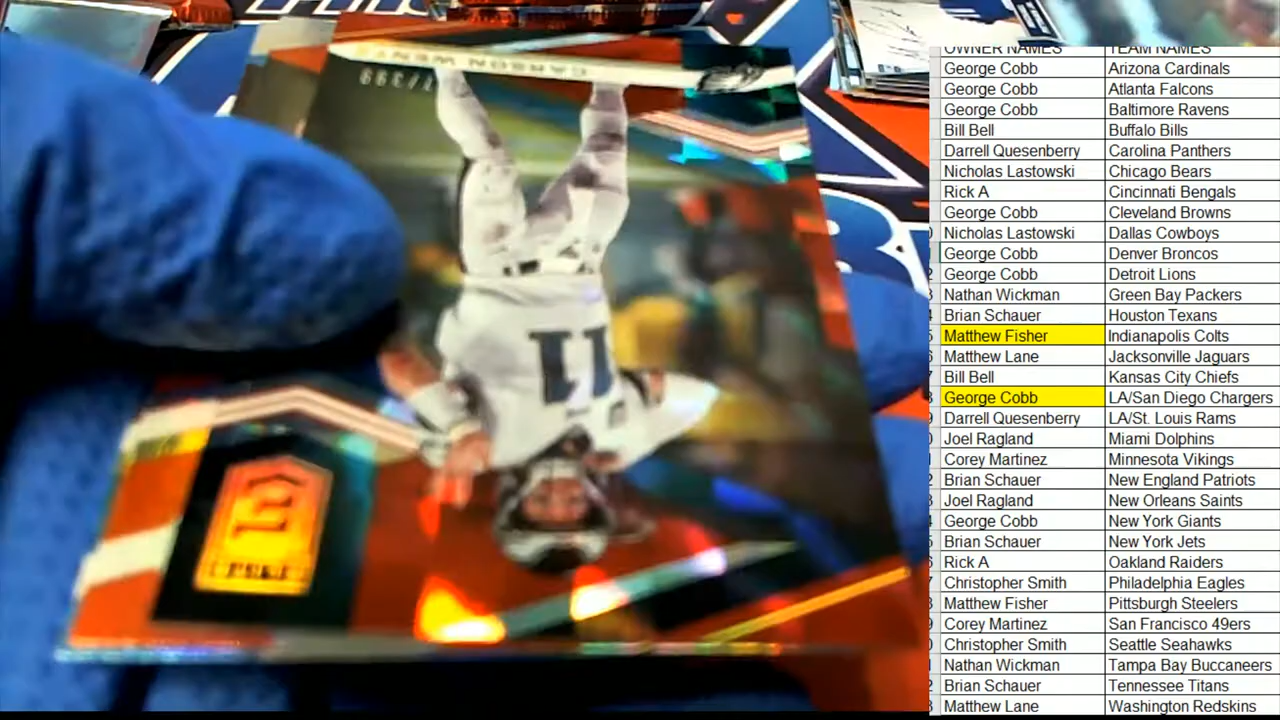 CARSON WENTZ
/399
11
OWNER NAMES TEAM NAMES
George Cobb Arizona Cardinals
George Cobb Atlanta Falcons
George Cobb Baltimore Ravens
Bill Bell Buffalo Bills
Darrell Quesenberry Carolina Panthers
Nicholas Lastowski Chicago Bears
Rick A Cincinnati Bengals
George Cobb Cleveland Browns
Nicholas Lastowski Dallas Cowboys
George Cobb Denver Broncos
George Cobb Detroit Lions
Nathan Wickman Green Bay Packers
Brian Schauer Houston Texans
Matthew Fisher Indianapolis Colts
Matthew Lane Jacksonville Jaguars
Bill Bell Kansas City Chiefs
George Cobb LA/San Diego Chargers
Darrell Quesenberry LA/St. Louis Rams
Joel Ragland Miami Dolphins
Corey Martinez Minnesota Vikings
Brian Schauer New England Patriots
Joel Ragland New Orleans Saints
George Cobb New York Giants
Brian Schauer New York Jets
Rick A Oakland Raiders
Christopher Smith Philadelphia Eagles
Matthew Fisher Pittsburgh Steelers
Corey Martinez San Francisco 49ers
Christopher Smith Seattle Seahawks
Nathan Wickman Tampa Bay Buccaneers
Brian Schauer Tennessee Titans
Matthew Lane Washington Redskins